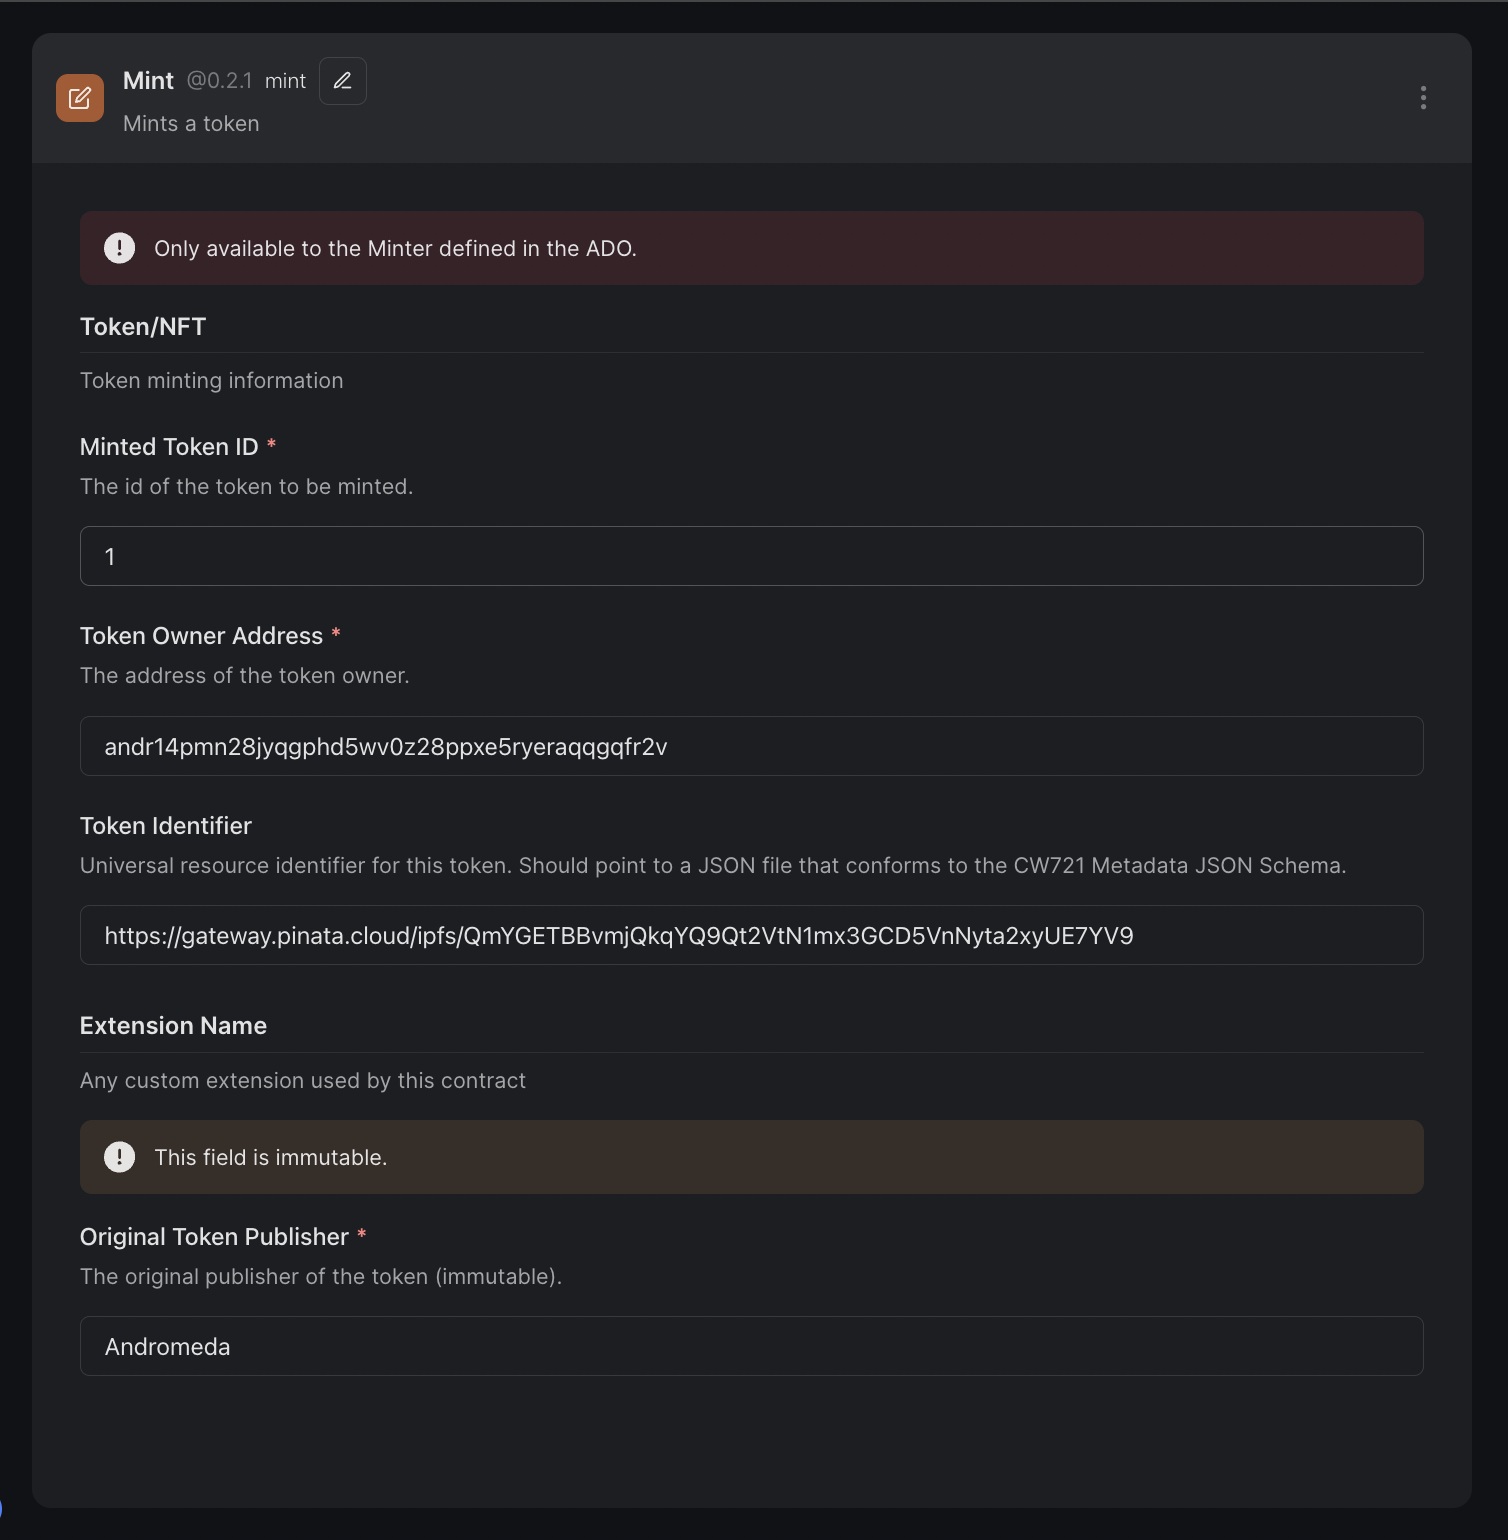 Mint @0.2.1 mint
Mints a token
Only available to the Minter defined in the ADO.
Token/NFT
Token minting information
Minted Token ID *
The id of the token to be minted.
1
Token Owner Address *
The address of the token owner.
andr14pmn28jyqgphd5wv0z28ppxe5ryeraqqgqfr2v
Token Identifier
Universal resource identifier for this token. Should point to a JSON file that conforms to the CW721 Metadata JSON Schema.
https://gateway.pinata.cloud/ipfs/QmYGETBBvmjQkqYQ9Qt2VtN1mx3GCD5VnNyta2xyUE7YV9
Extension Name
Any custom extension used by this contract
This field is immutable.
Original Token Publisher *
The original publisher of the token (immutable).
Andromeda